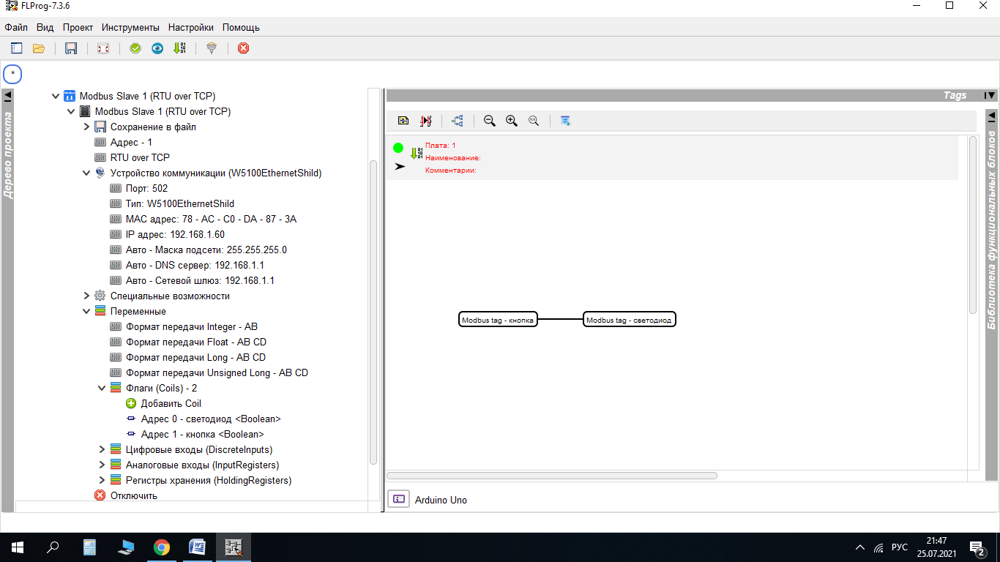 FLProg-7.3.6
Файл Вид Проект Инструменты Настройки Помощь
*
Дерево проекта
Modbus Slave 1 (RTU over TCP)
Modbus Slave 1 (RTU over TCP)
Сохранение в файл
Адрес - 1
RTU over TCP
Устройство коммуникации (W5100EthernetShild)
Порт: 502
Тип: W5100EthernetShild
MAC адрес: 78 - AC - C0 - DA - 87 - 3A
IP адрес: 192.168.1.60
Авто - Маска подсети: 255.255.255.0
Авто - DNS сервер: 192.168.1.1
Авто - Сетевой шлюз: 192.168.1.1
Специальные возможности
Переменные
Формат передачи Integer - AB
Формат передачи Float - AB CD
Формат передачи Long - AB CD
Формат передачи Unsigned Long - AB CD
Флаги (Coils) - 2
Добавить Coil
Адрес 0 - светодиод <Boolean>
Адрес 1 - кнопка <Boolean>
Цифровые входы (DiscreteInputs)
Аналоговые входы (InputRegisters)
Регистры хранения (HoldingRegisters)
Отключить
Tags
Плата: 1
Наименование:
Комментарии:
Modbus tag - кнопка
Modbus tag - светодиод
Библиотека функциональных блоков
Arduino Uno
РУС
21:47
25.07.2021
2